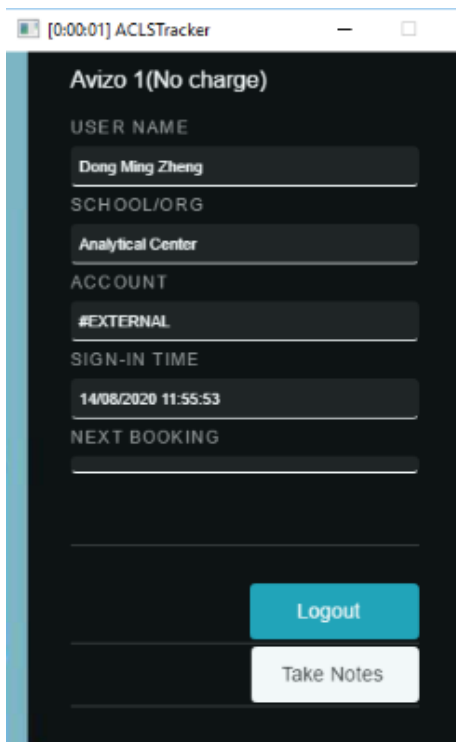 [0:00:01] ACLSTracker
Avizo 1(No charge)
USER NAME
Dong Ming Zheng
SCHOOL/ORG
Analytical Center
ACCOUNT
#EXTERNAL
SIGN-IN TIME
14/08/2020 11:55:53
NEXT BOOKING
Logout
Take Notes